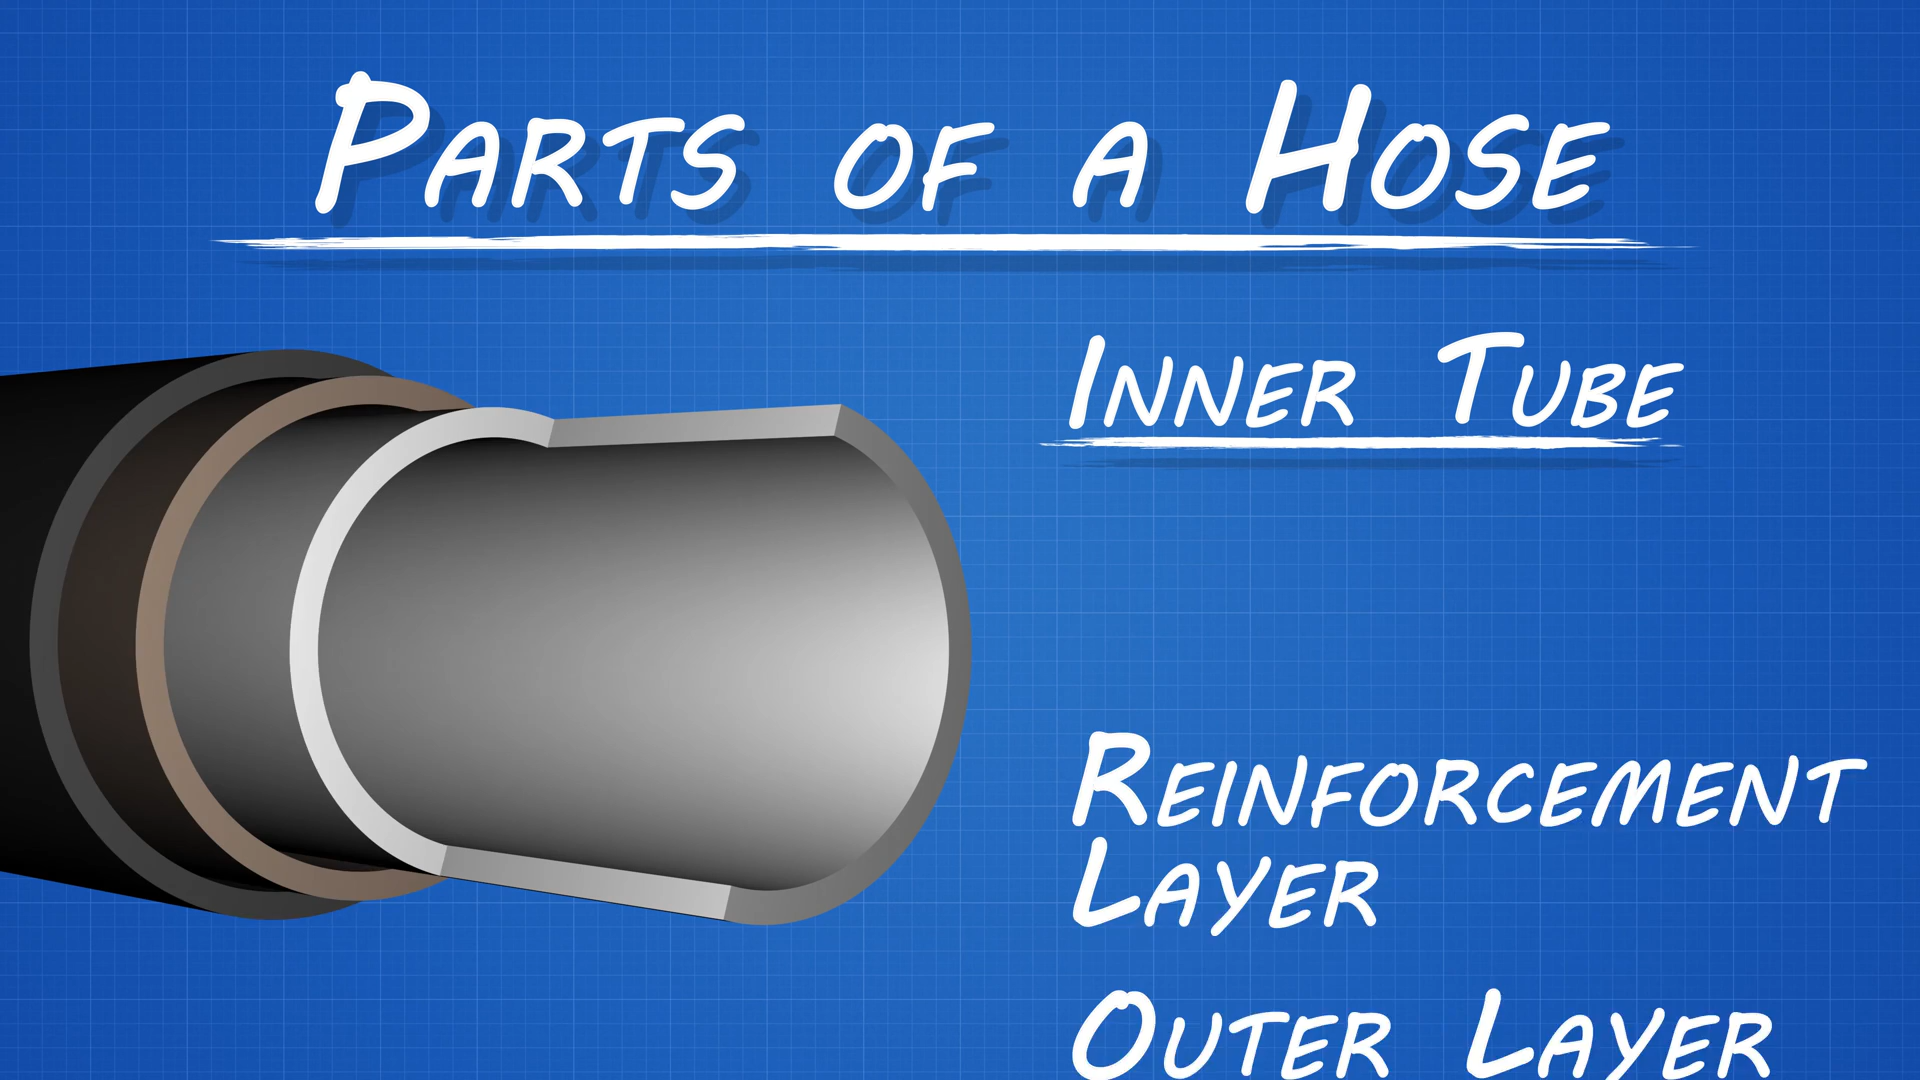 Parts of a Hose
Inner Tube
Reinforcement
Layer
Outer Layer